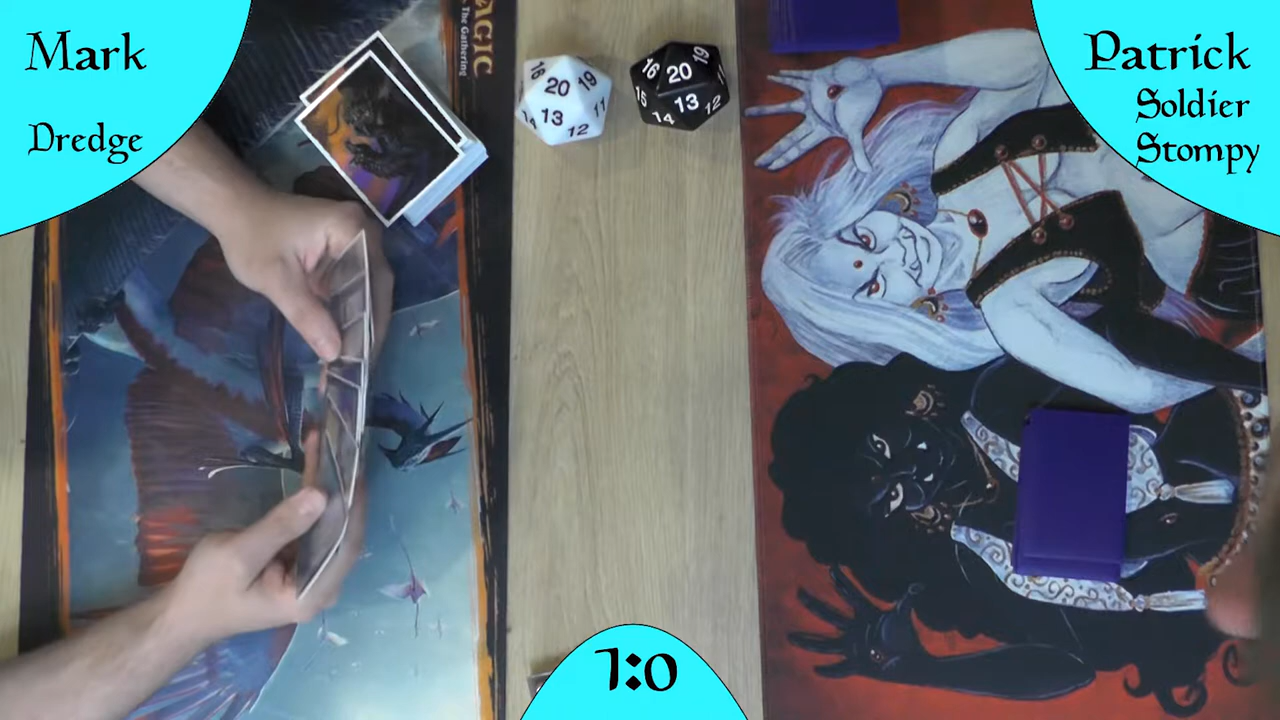 Mark
Dredge
Patrick
Soldier
Stompy
MAGIC
The Gathering
16 20 19
13 11
14 12
16 20 19
15 13 12
14
1:0